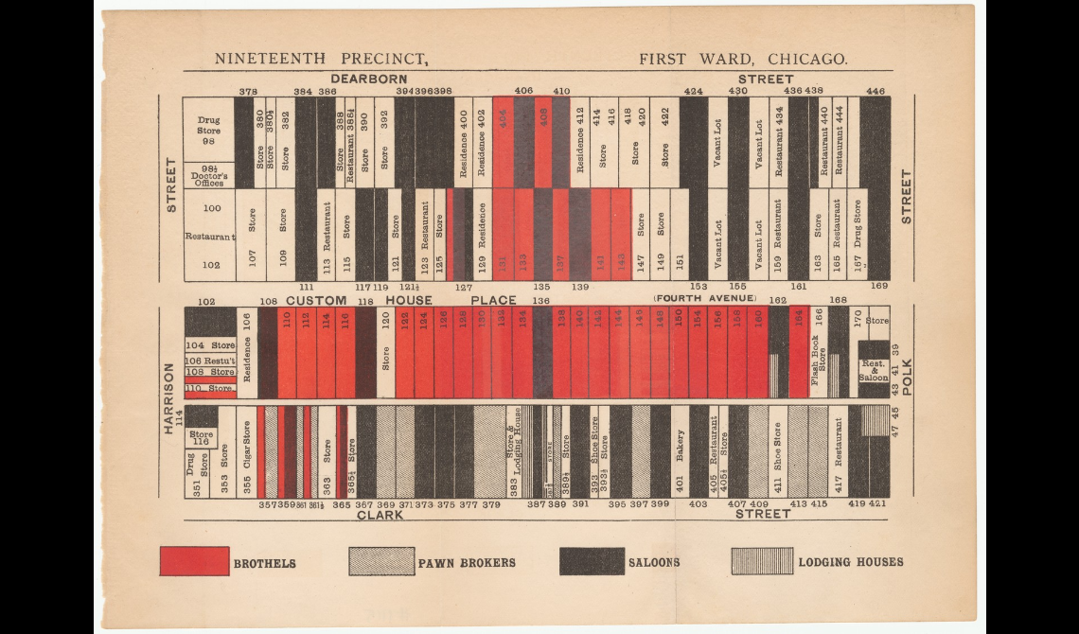 NINETEENTH PRECINCT, FIRST WARD, CHICAGO.
DEARBORN STREET
378 384 386 394 396 398 406 410 424 430 436 438 446
Drug Store 98
98½ Doctor's Offices
Store 380
Store 380½
Store 382
Store 388
Restaurant 388½
Store 390
Store 392
Residence 400
Residence 402
404
408
Residence 412
414
Store
416
Store 418
420
Store 422
Vacant Lot
Vacant Lot
Restaurant 434
Restaurant 440
Restaurant 444
STREET
STREET
100
Restaurant
102
107 Store
109 Store
113 Restaurant
115 Store
121 Store
123 Restaurant
125 Store
129 Residence
131
133
137
141
143
147 Store
149 Store
151
Vacant Lot
Vacant Lot
159 Restaurant
163 Store
165 Restaurant
167 Drug Store
111 117 119 121½ 127 135 139 153 155 161 169
102 108 CUSTOM 118 HOUSE PLACE 136 (FOURTH AVENUE) 162 168
104 Store
106 Restu't
108 Store
110 Store
Residence 106
110
112
114
116
Store 120
122
124
126
128
130
132
134
138
140
142
144
146
148
150
154
156
158
160
164
Flash Book Store 166
170 Store
Rest. & Saloon
39
41
43
45
47
HARRISON
POLK
114
Store 116
351 Drug Store
353 Store
355 Cigar Store
363 Store
365½ Store
383 Store & Lodging House
STORE
389½ Store
393 Shoe Store
393½ Store
401 Bakery
405 Restaurant
405½ Store
411 Shoe Store
417 Restaurant
357 359 361 361½ 365 367 369 371 373 375 377 379 387 389 391 395 397 399 403 407 409 413 415 419 421
CLARK STREET
BROTHELS
PAWN BROKERS
SALOONS
LODGING HOUSES